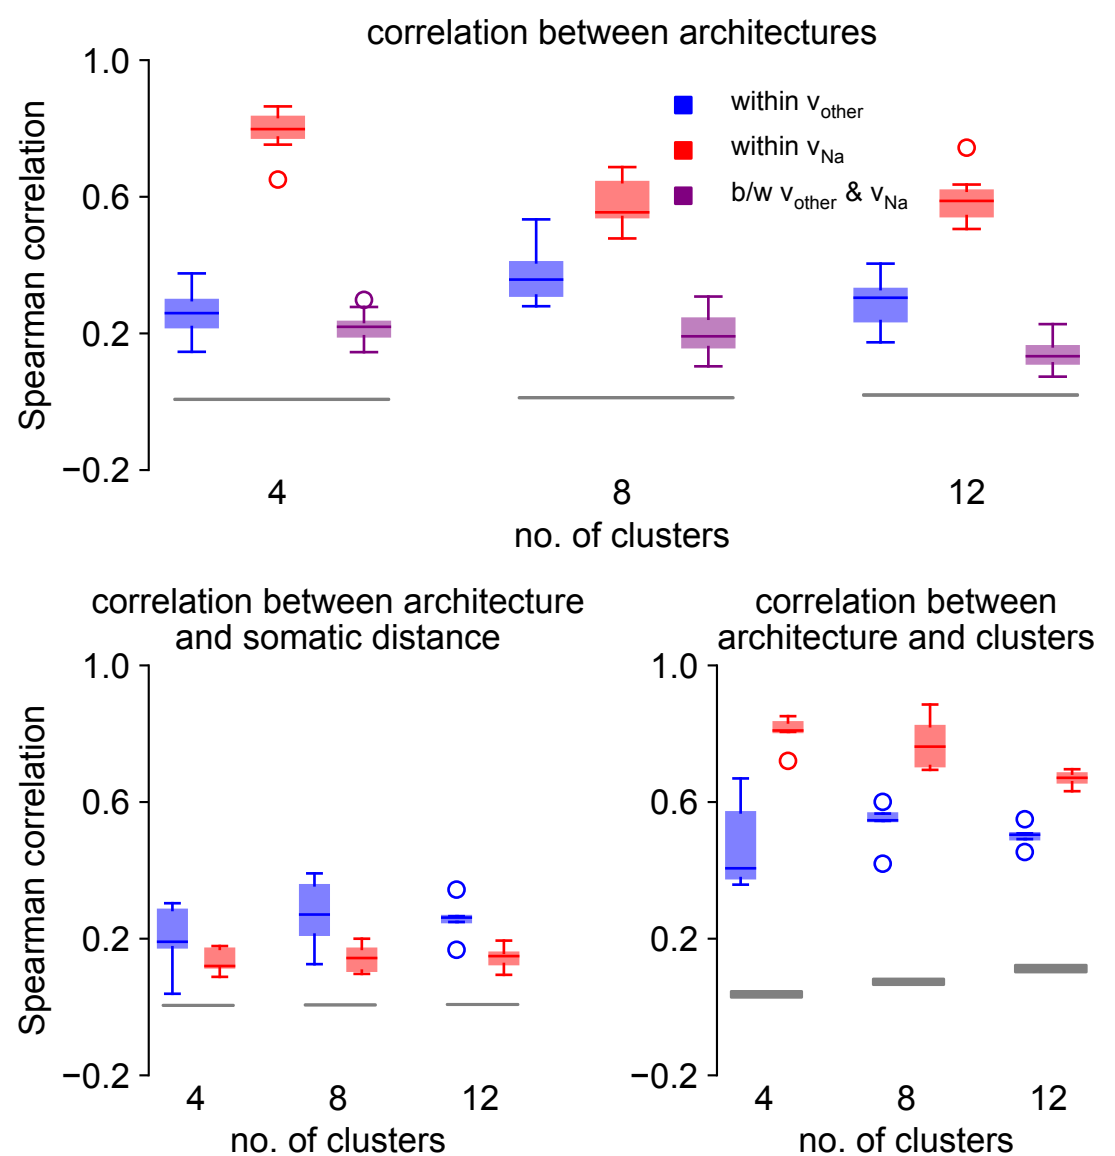 correlation between architectures
1.0
0.6
0.2
−0.2
Spearman correlation
within v_other
within v_Na
b/w v_other & v_Na
4 8 12
no. of clusters
correlation between architecture
and somatic distance
1.0
0.6
0.2
−0.2
Spearman correlation
4 8 12
no. of clusters
correlation between
architecture and clusters
1.0
0.6
0.2
−0.2
4 8 12
no. of clusters